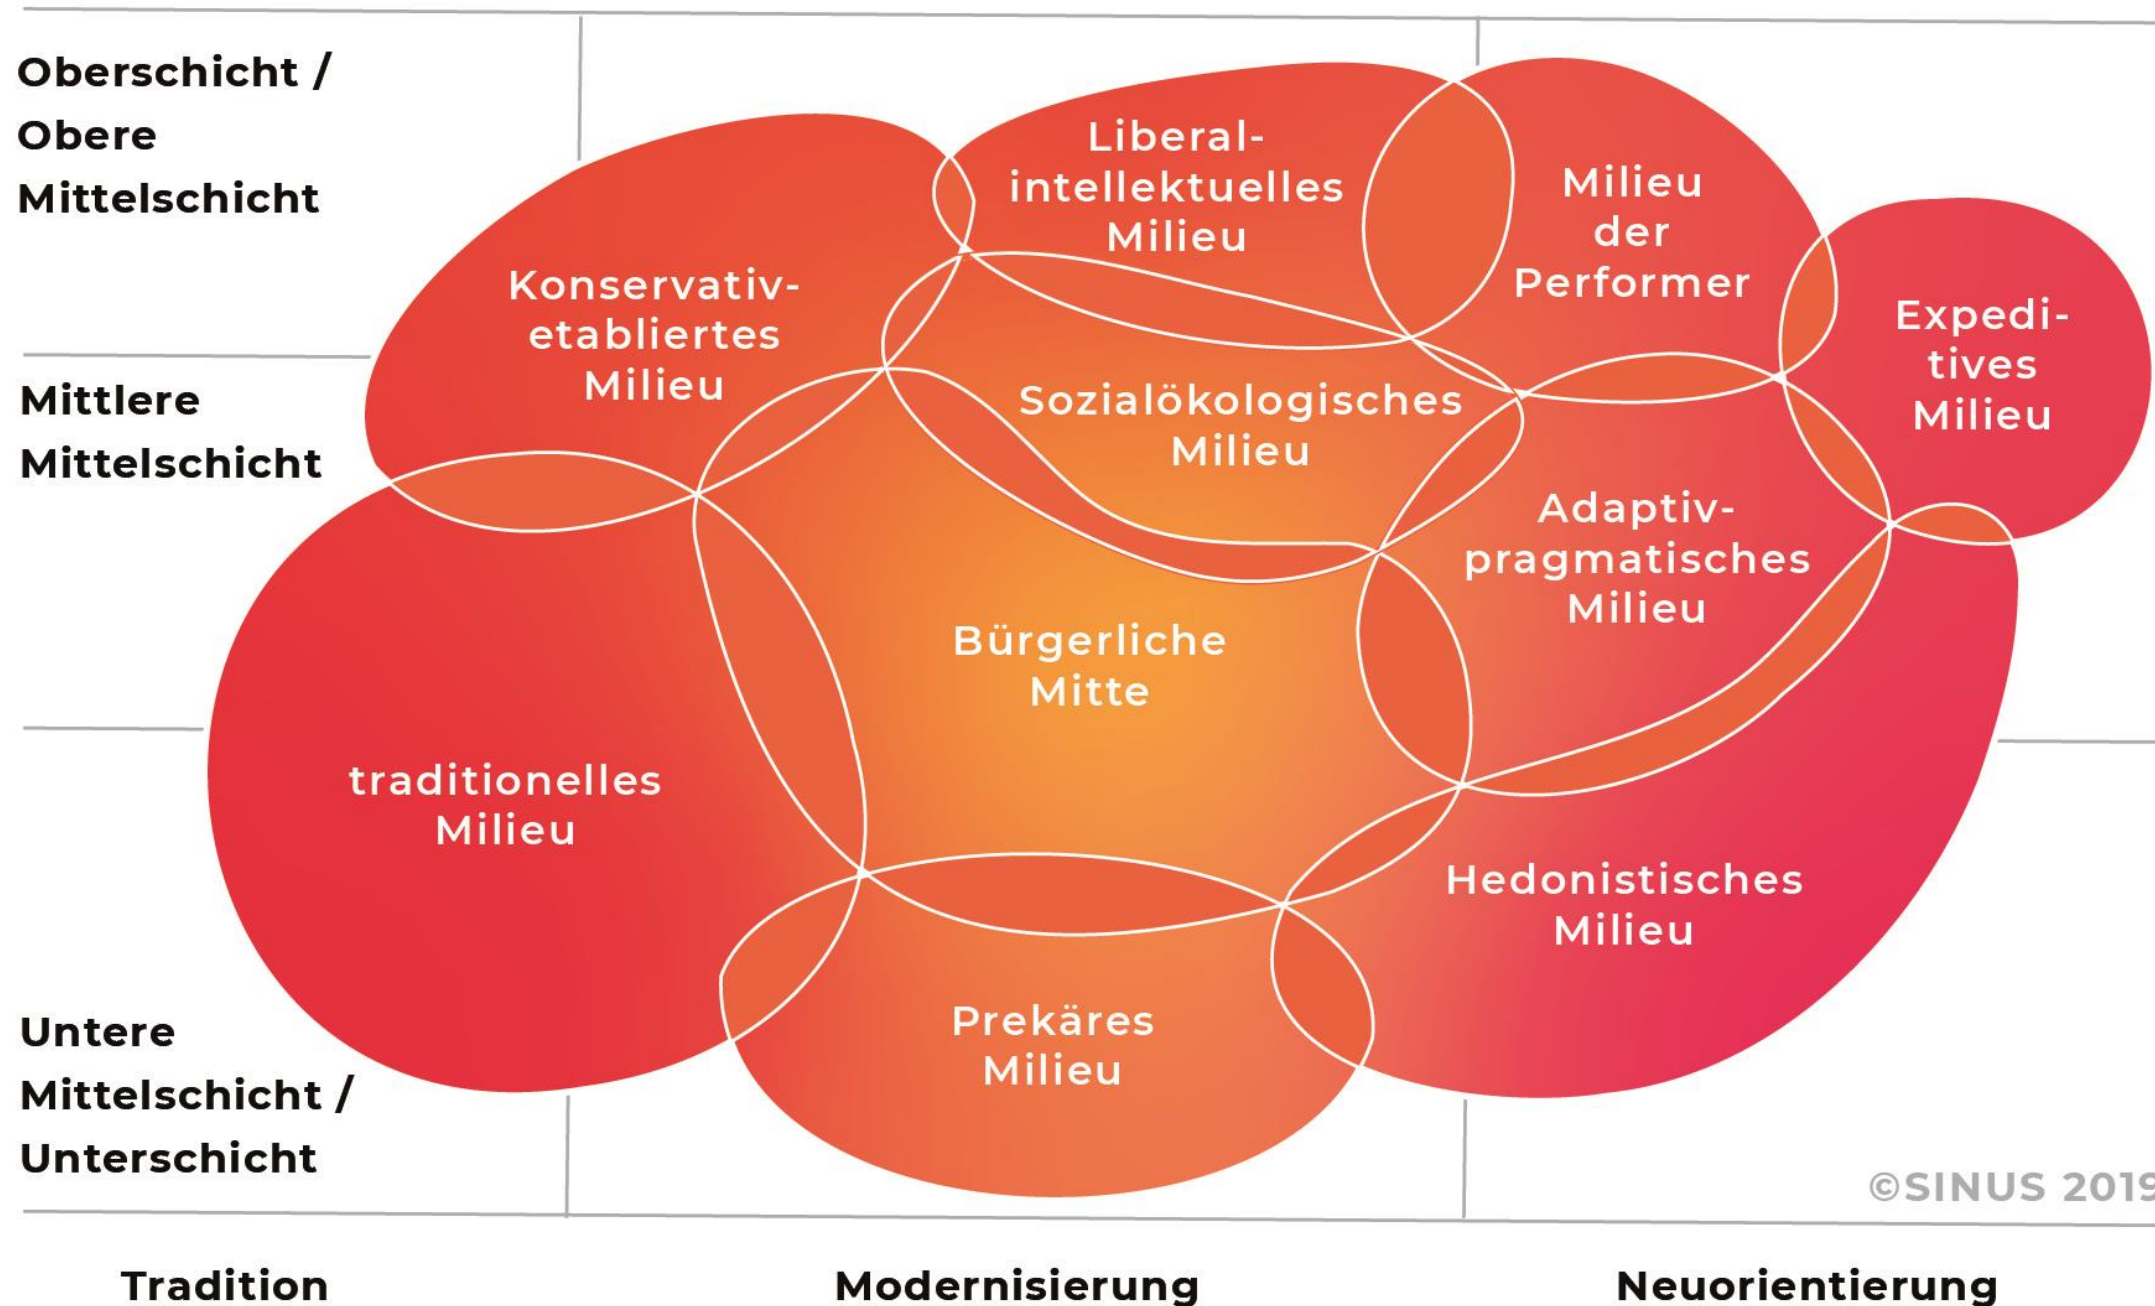 Oberschicht /
Obere
Mittelschicht
Liberal-
intellektuelles
Milieu
Milieu
der
Performer
Konservativ-
etabliertes
Milieu
Expedi-
tives
Milieu
Mittlere
Mittelschicht
Sozialökologisches
Milieu
Adaptiv-
pragmatisches
Milieu
Bürgerliche
Mitte
traditionelles
Milieu
Hedonistisches
Milieu
Prekäres
Milieu
Untere
Mittelschicht /
Unterschicht
©SINUS 2019
Tradition
Modernisierung
Neuorientierung